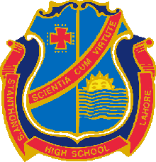 SCIENTIA CUM VIRTUTE
ST.ANTHONY'S
HIGH SCHOOL
LAHORE